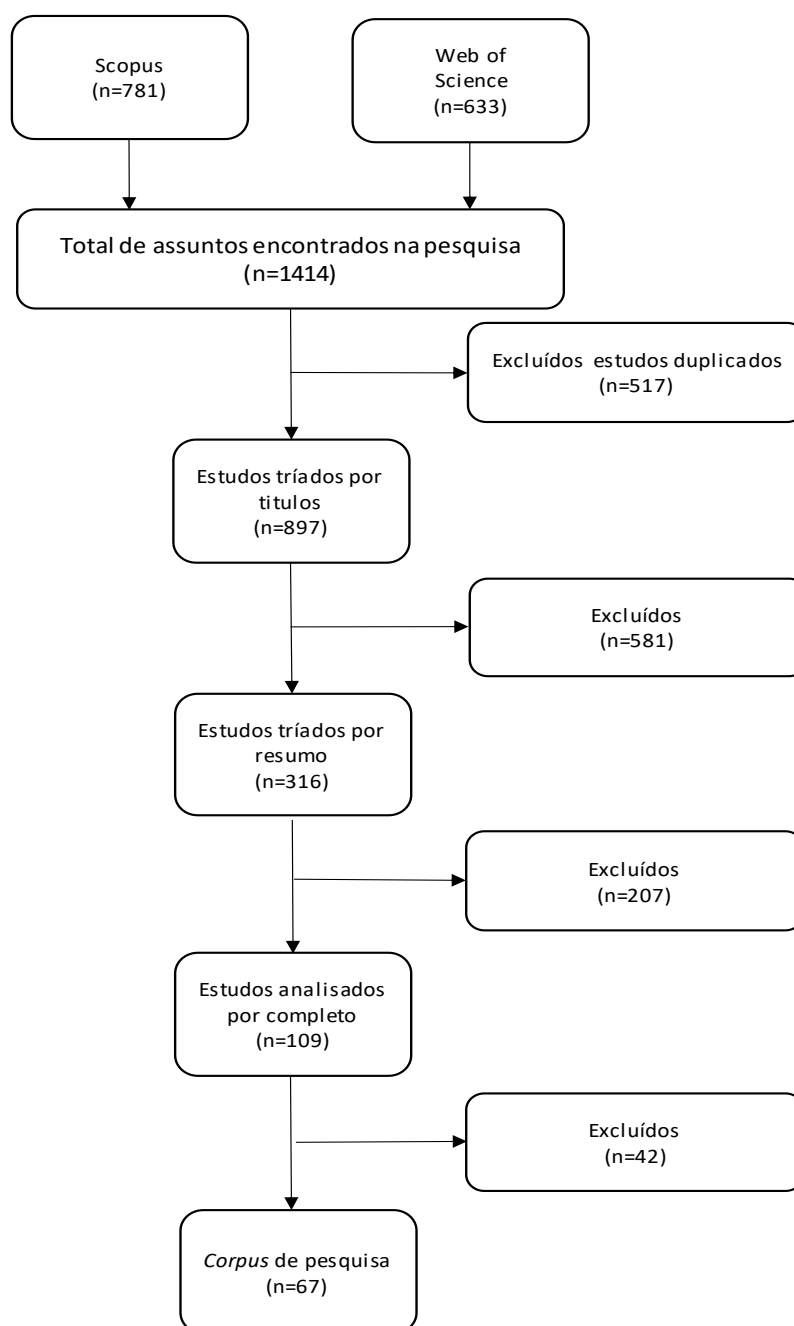 Scopus
(n=781)
Web of
Science
(n=633)
Total de assuntos encontrados na pesquisa
(n=1414)
Excluídos estudos duplicados
(n=517)
Estudos tríados por
titulos
(n=897)
Excluídos
(n=581)
Estudos tríados por
resumo
(n=316)
Excluídos
(n=207)
Estudos analisados
por completo
(n=109)
Excluídos
(n=42)
Corpus de pesquisa
(n=67)